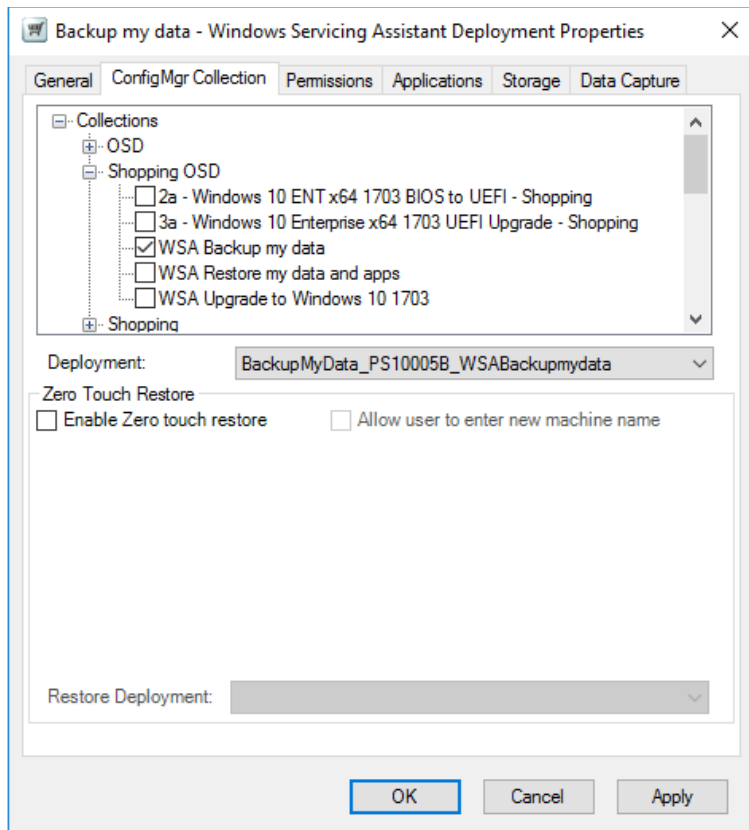 Backup my data - Windows Servicing Assistant Deployment Properties
General ConfigMgr Collection Permissions Applications Storage Data Capture
Collections
OSD
Shopping OSD
2a - Windows 10 ENT x64 1703 BIOS to UEFI - Shopping
3a - Windows 10 Enterprise x64 1703 UEFI Upgrade - Shopping
WSA Backup my data
WSA Restore my data and apps
WSA Upgrade to Windows 10 1703
Shopping
Deployment: BackupMyData_PS10005B_WSABackupmydata
Zero Touch Restore
Enable Zero touch restore Allow user to enter new machine name
Restore Deployment:
OK Cancel Apply